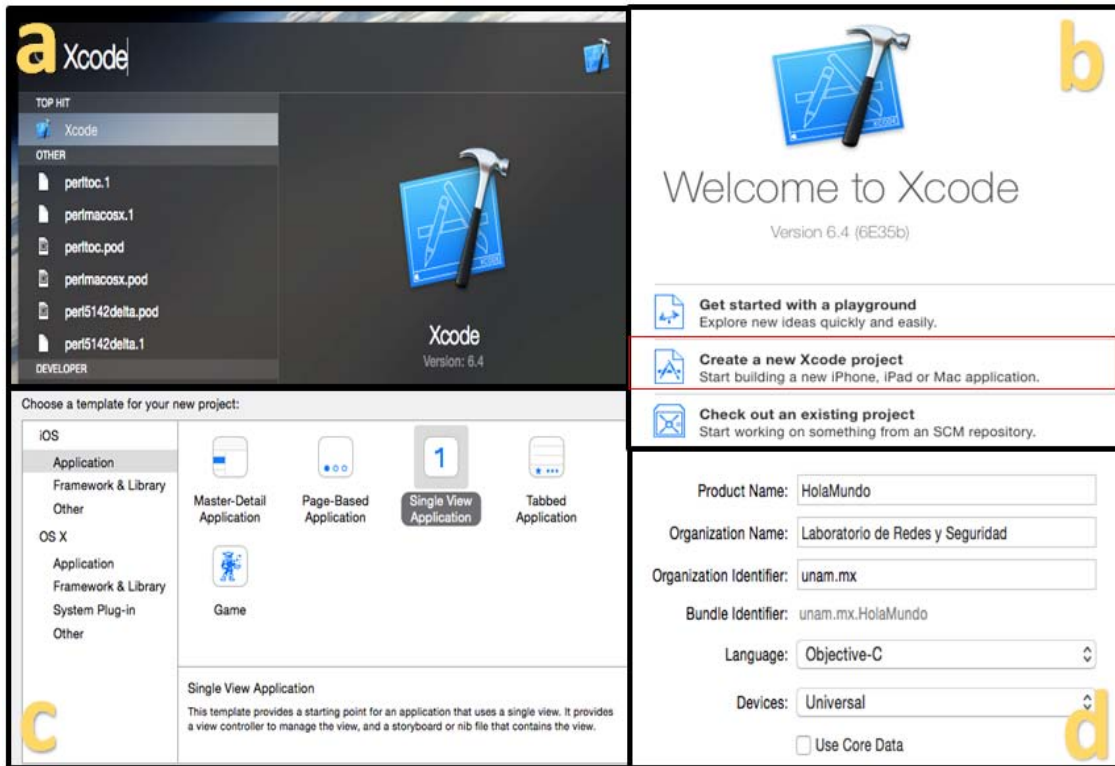 a
Xcode
TOP HIT
Xcode
OTHER
perltoc.1
perlmacosx.1
perltoc.pod
perlmacosx.pod
perl5142delta.pod
perl5142delta.1
DEVELOPER
Xcode
Version: 6.4
b
XCODE
Welcome to Xcode
Version 6.4 (6E35b)
Get started with a playground
Explore new ideas quickly and easily.
Create a new Xcode project
Start building a new iPhone, iPad or Mac application.
Check out an existing project
Start working on something from an SCM repository.
Choose a template for your new project:
iOS
Application
Framework & Library
Other
OS X
Application
Framework & Library
System Plug-in
Other
Master-Detail
Application
Page-Based
Application
1
Single View
Application
Tabbed
Application
Game
Single View Application
This template provides a starting point for an application that uses a single view. It provides
a view controller to manage the view, and a storyboard or nib file that contains the view.
c
Product Name: HolaMundo
Organization Name: Laboratorio de Redes y Seguridad
Organization Identifier: unam.mx
Bundle Identifier: unam.mx.HolaMundo
Language: Objective-C
Devices: Universal
Use Core Data
d